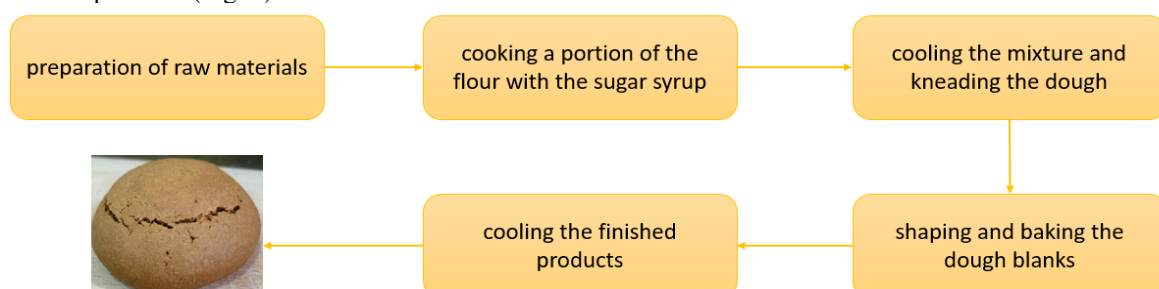 preparation of raw materials
cooking a portion of the
flour with the sugar syrup
cooling the mixture and
kneading the dough
shaping and baking the
dough blanks
cooling the finished
products